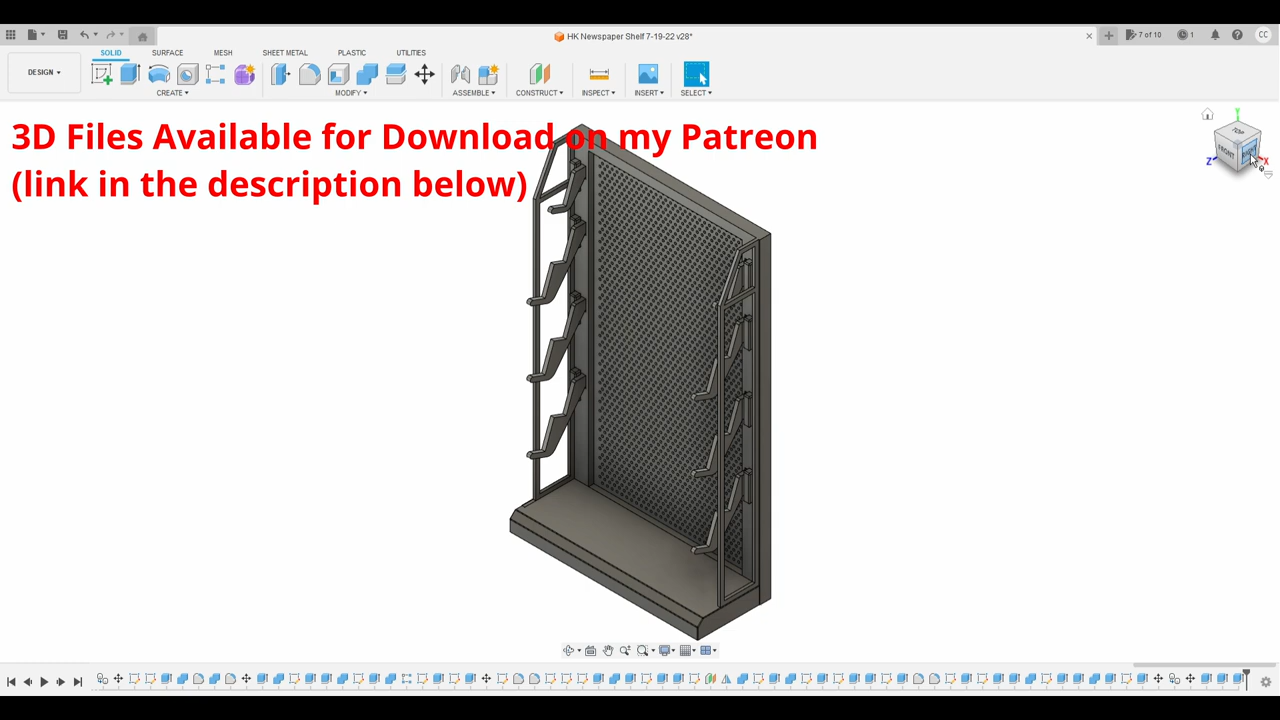 HK Newspaper Shelf 7-19-22 v28*
7 of 10
1
CC
SOLID
SURFACE
MESH
SHEET METAL
PLASTIC
UTILITIES
DESIGN
CREATE
MODIFY
ASSEMBLE
CONSTRUCT
INSPECT
INSERT
SELECT
3D Files Available for Download on my Patreon
(link in the description below)
Y
TOP
FRONT
Z
X